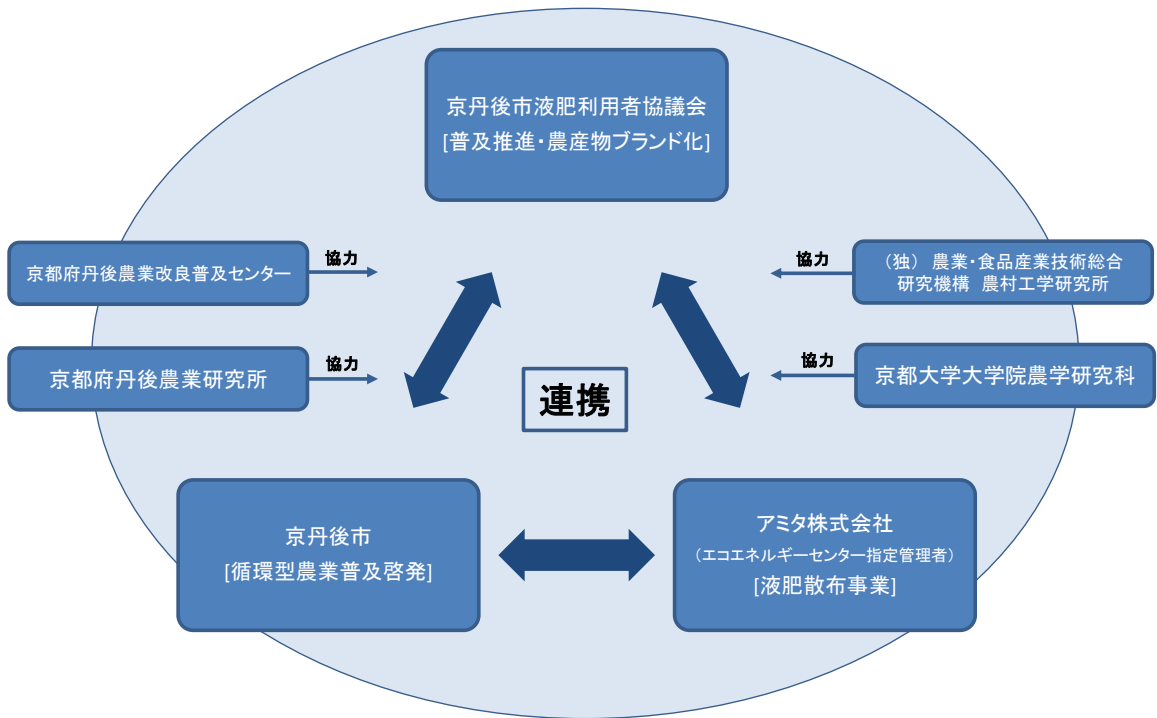 京丹後市液肥利用者協議会
[普及推進・農産物ブランド化]
京都府丹後農業改良普及センター
協力
協力
（独） 農業・食品産業技術総合
研究機構 農村工学研究所
京都府丹後農業研究所
協力
協力
京都大学大学院農学研究科
連携
京丹後市
[循環型農業普及啓発]
アミタ株式会社
（エコエネルギーセンター指定管理者）
[液肥散布事業]